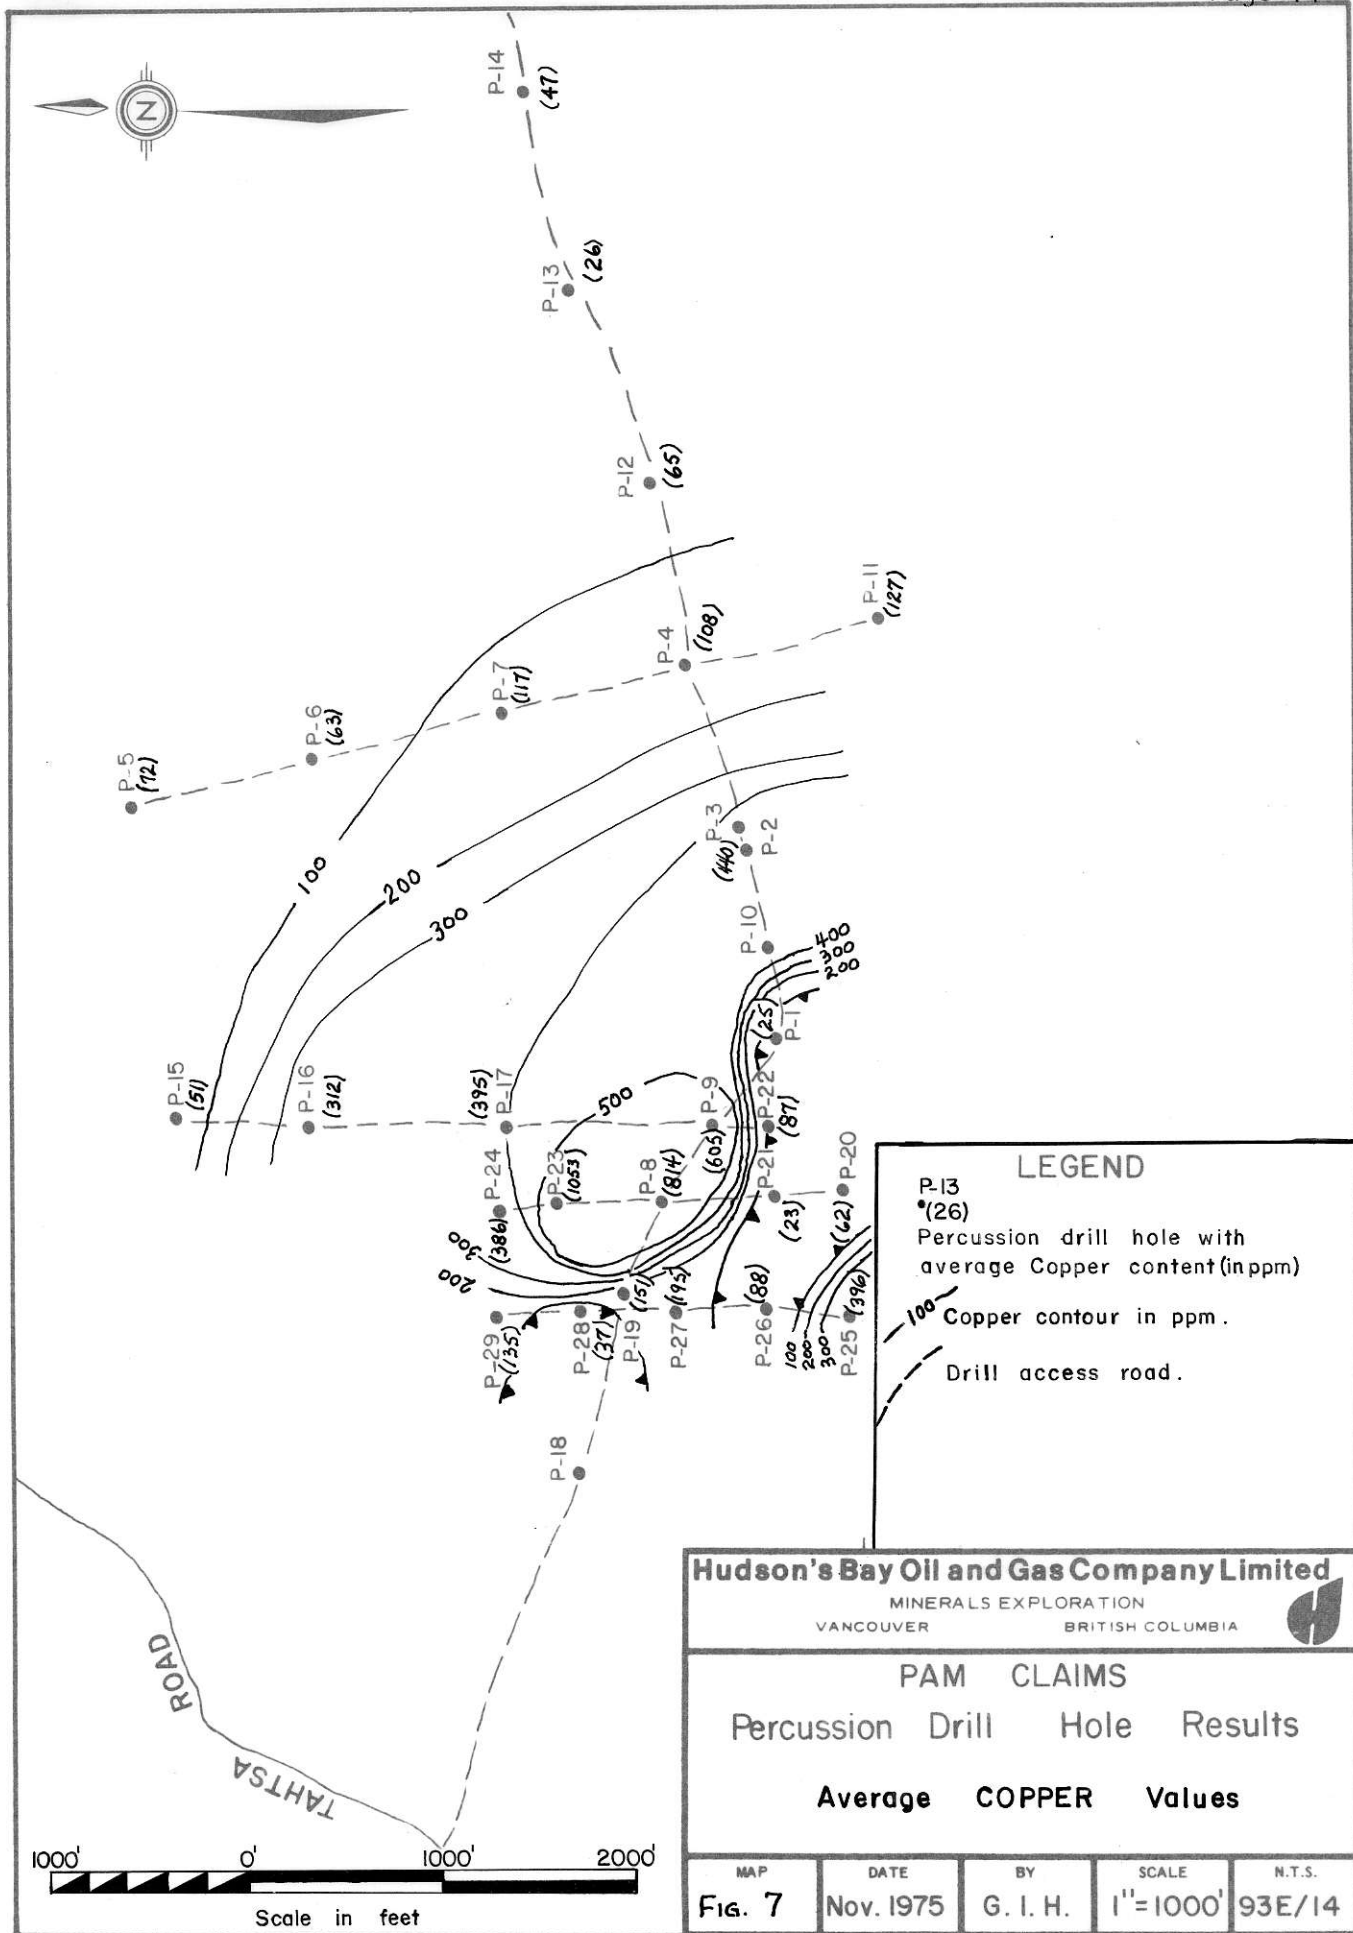 N
P-14
(47)
P-13
(26)
P-12
(65)
P-11
(127)
P-4
(108)
P-7
(117)
P-6
(63)
P-5
(72)
100
200
300
P-3
(440)
P-2
P-10
400
300
200
(25)
P-1
P-15
(51)
P-16
(312)
(395)
P-17
500
P-9
(605)
P-22
(87)
P-24
(386)
P-23
(1053)
P-8
(814)
P-21
(23)
P-20
(62)
300
200
P-29
(135)
P-28
(37)
P-19
(151)
P-27
(195)
P-26
(88)
P-25
(396)
100
200
300
P-18
ROAD
TAHTSA
1000' 0' 1000' 2000'
Scale in feet
LEGEND
P-13
(26)
Percussion drill hole with
average Copper content (in ppm)
100 Copper contour in ppm.
Drill access road.
Hudson's Bay Oil and Gas Company Limited
MINERALS EXPLORATION
VANCOUVER BRITISH COLUMBIA
PAM CLAIMS
Percussion Drill Hole Results
Average COPPER Values
MAP DATE BY SCALE N.T.S.
FIG. 7 Nov. 1975 G. I. H. 1"=1000' 93E/14